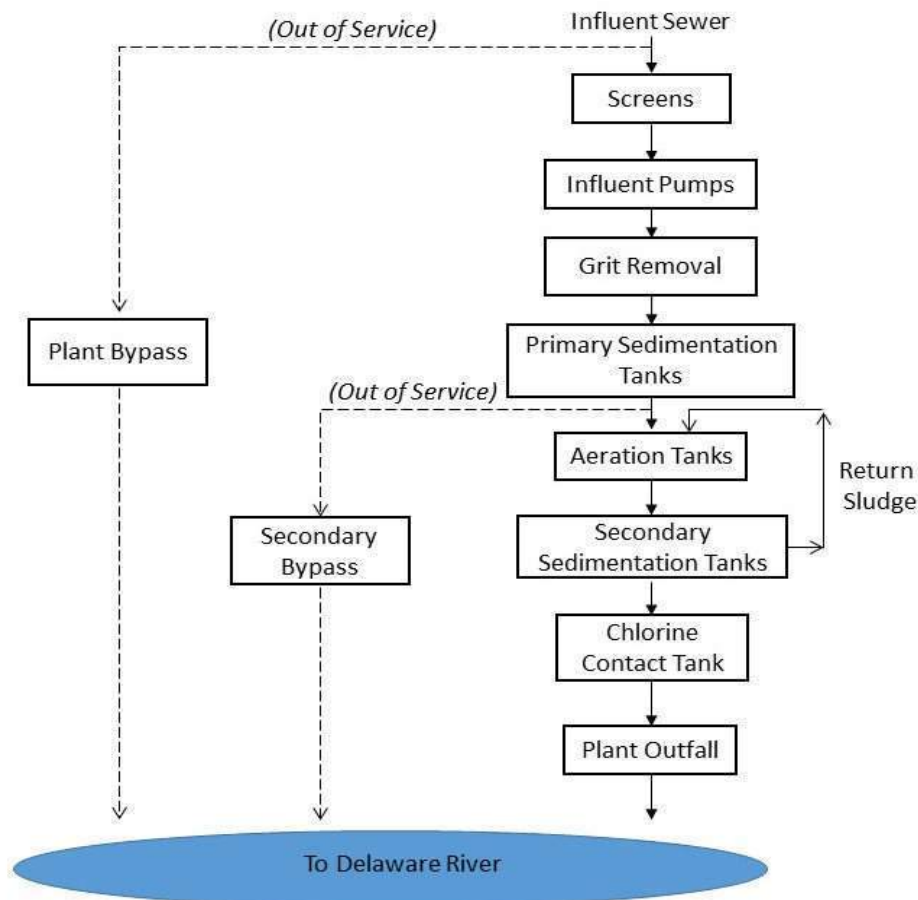 (Out of Service)
Influent Sewer
Screens
Influent Pumps
Grit Removal
Plant Bypass
Primary Sedimentation
Tanks
(Out of Service)
Aeration Tanks
Return
Sludge
Secondary
Bypass
Secondary
Sedimentation Tanks
Chlorine
Contact Tank
Plant Outfall
To Delaware River